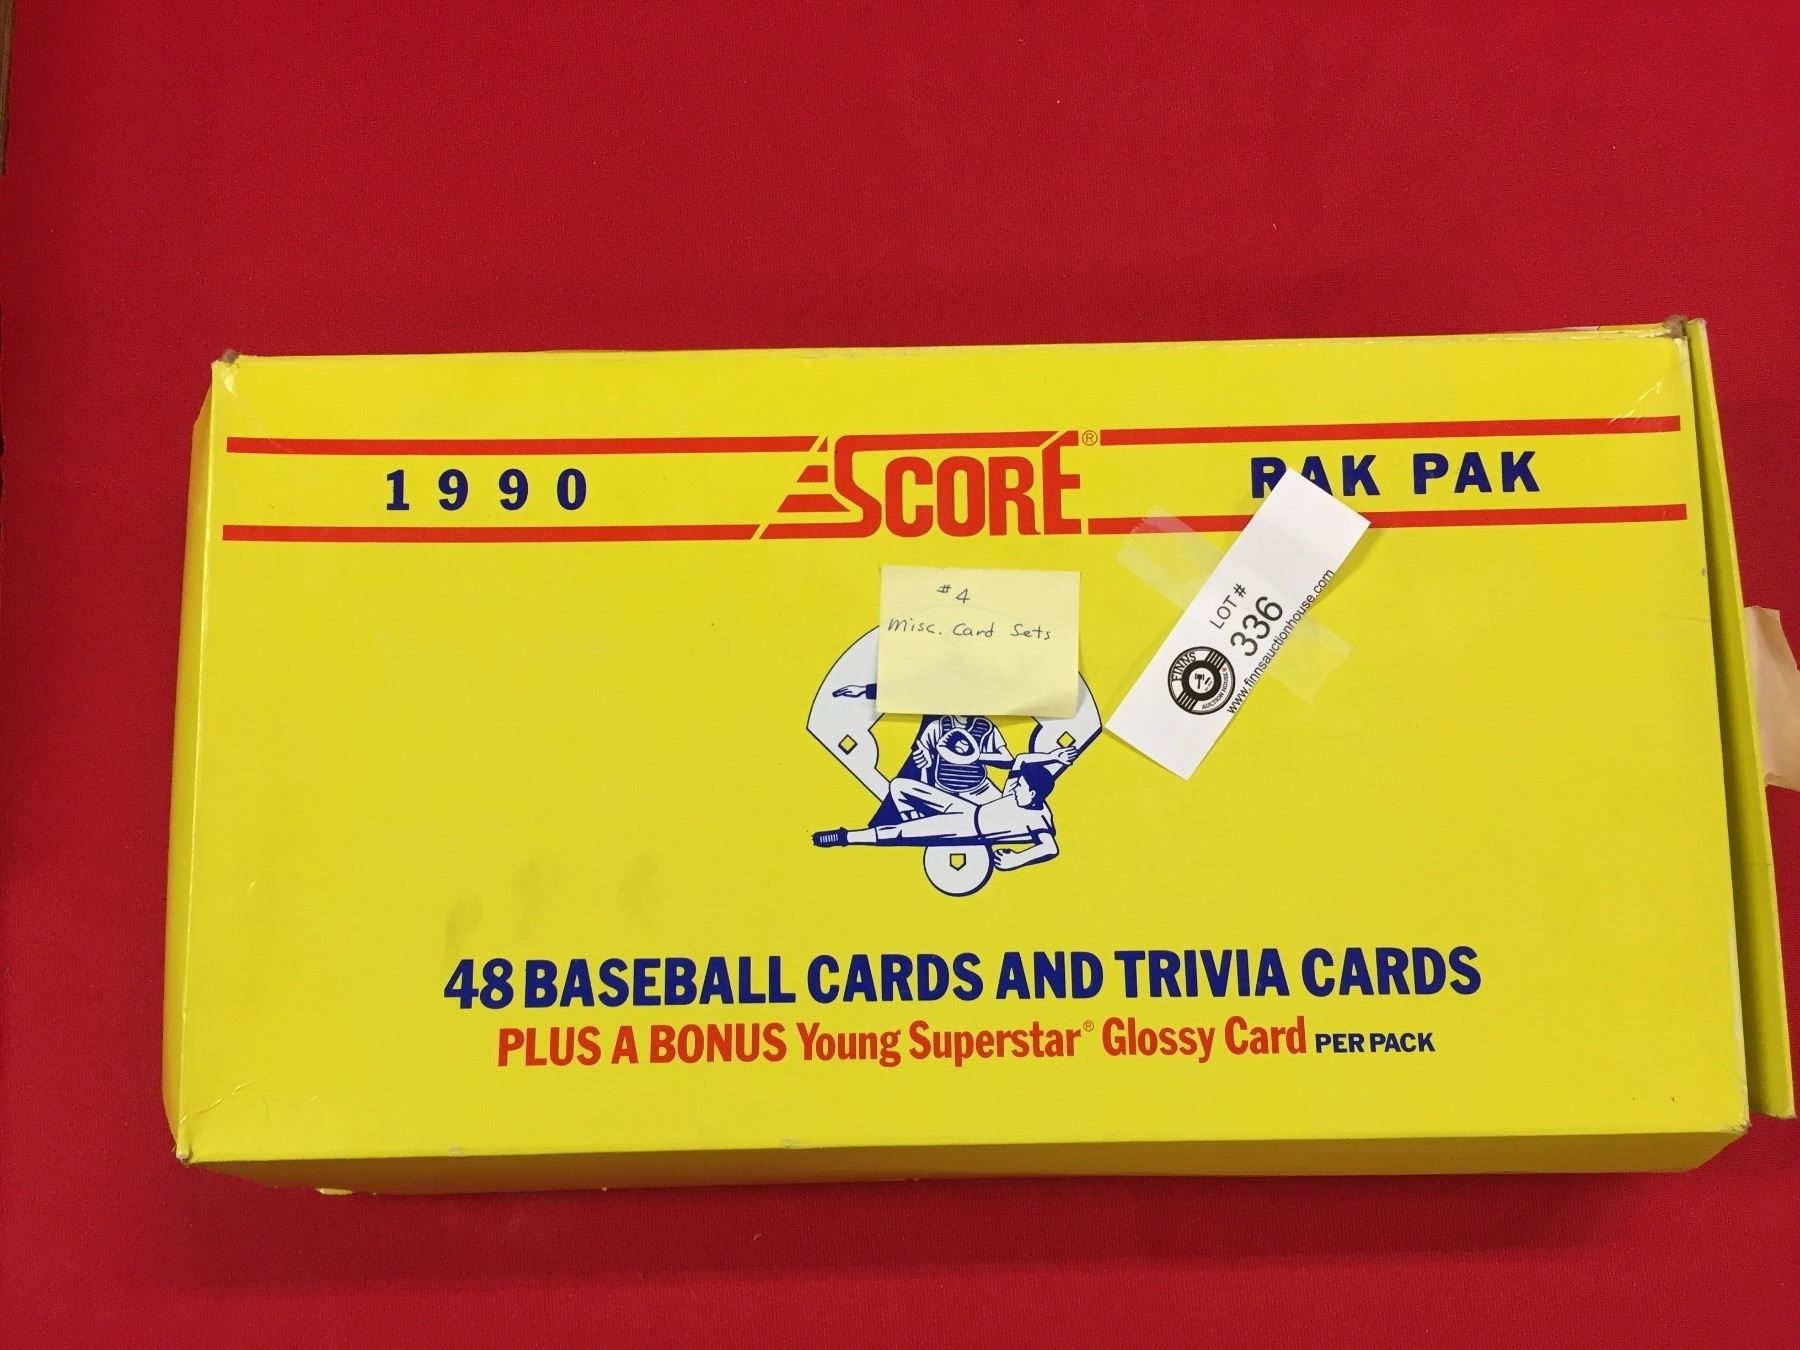 1990 SCORE® RAK PAK
#4
Misc. Card Sets
LOT #
336
www.finnsauctionhouse.com
FINNS
AUCTION HOUSE
48 BASEBALL CARDS AND TRIVIA CARDS
PLUS A BONUS Young Superstar® Glossy Card PER PACK